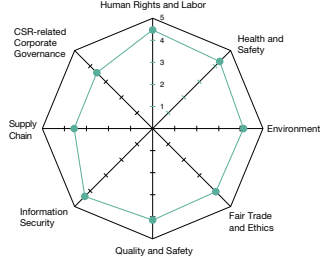 Human Rights and Labor
5
4
3
2
1
CSR-related
Corporate
Governance
Health and
Safety
Supply
Chain
Environment
Information
Security
Fair Trade
and Ethics
Quality and Safety